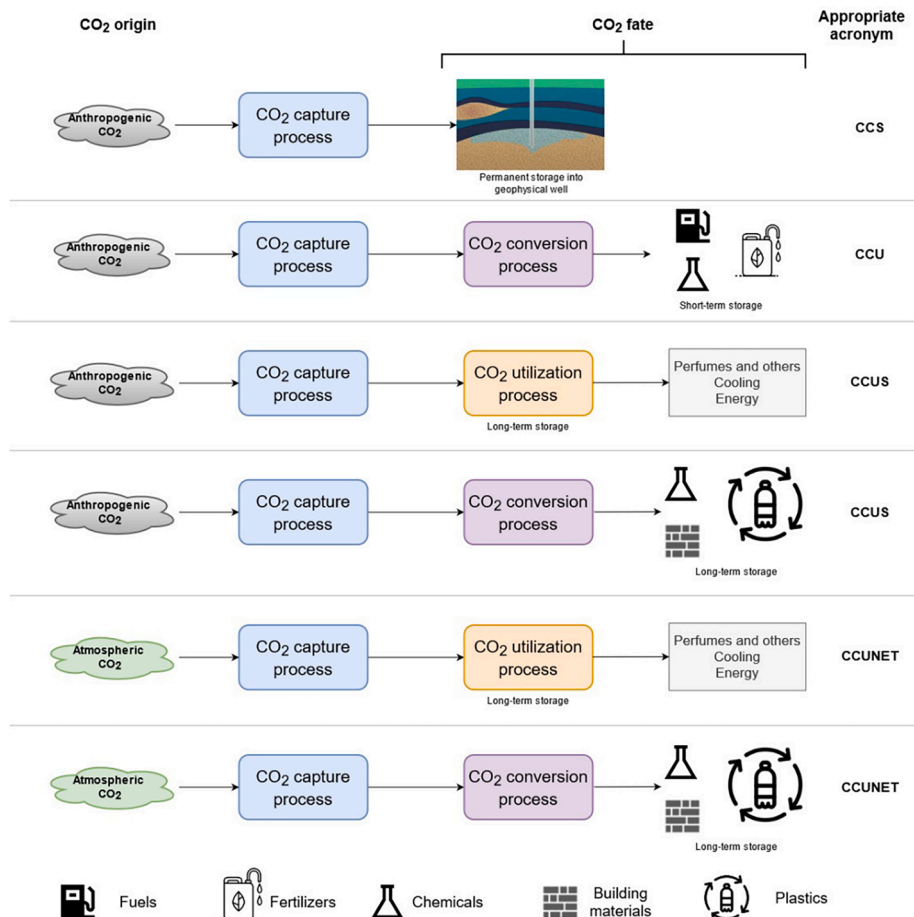 CO2 origin
CO2 fate
Appropriate
acronym
Anthropogenic
CO2
CO2 capture
process
Permanent storage into
geophysical well
CCS
Anthropogenic
CO2
CO2 capture
process
CO2 conversion
process
Short-term storage
CCU
Anthropogenic
CO2
CO2 capture
process
CO2 utilization
process
Long-term storage
Perfumes and others
Cooling
Energy
CCUS
Anthropogenic
CO2
CO2 capture
process
CO2 conversion
process
Long-term storage
CCUS
Atmospheric
CO2
CO2 capture
process
CO2 utilization
process
Long-term storage
Perfumes and others
Cooling
Energy
CCUNET
Atmospheric
CO2
CO2 capture
process
CO2 conversion
process
Long-term storage
CCUNET
Fuels
Fertilizers
Chemicals
Building
materials
Plastics